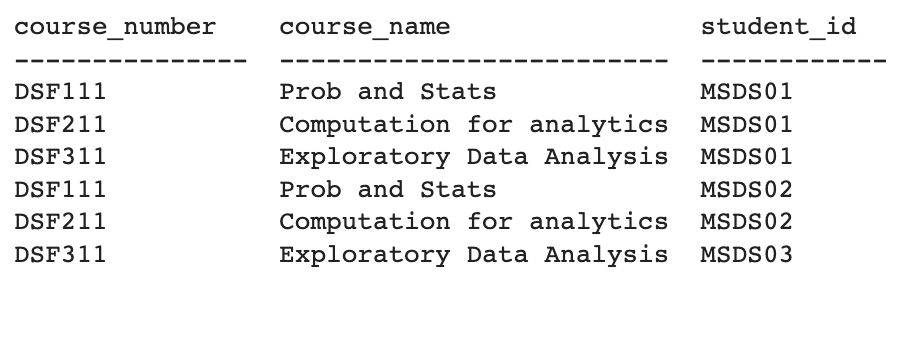 course_number course_name student_id
--------------- ------------------------- ------------
DSF111 Prob and Stats MSDS01
DSF211 Computation for analytics MSDS01
DSF311 Exploratory Data Analysis MSDS01
DSF111 Prob and Stats MSDS02
DSF211 Computation for analytics MSDS02
DSF311 Exploratory Data Analysis MSDS03